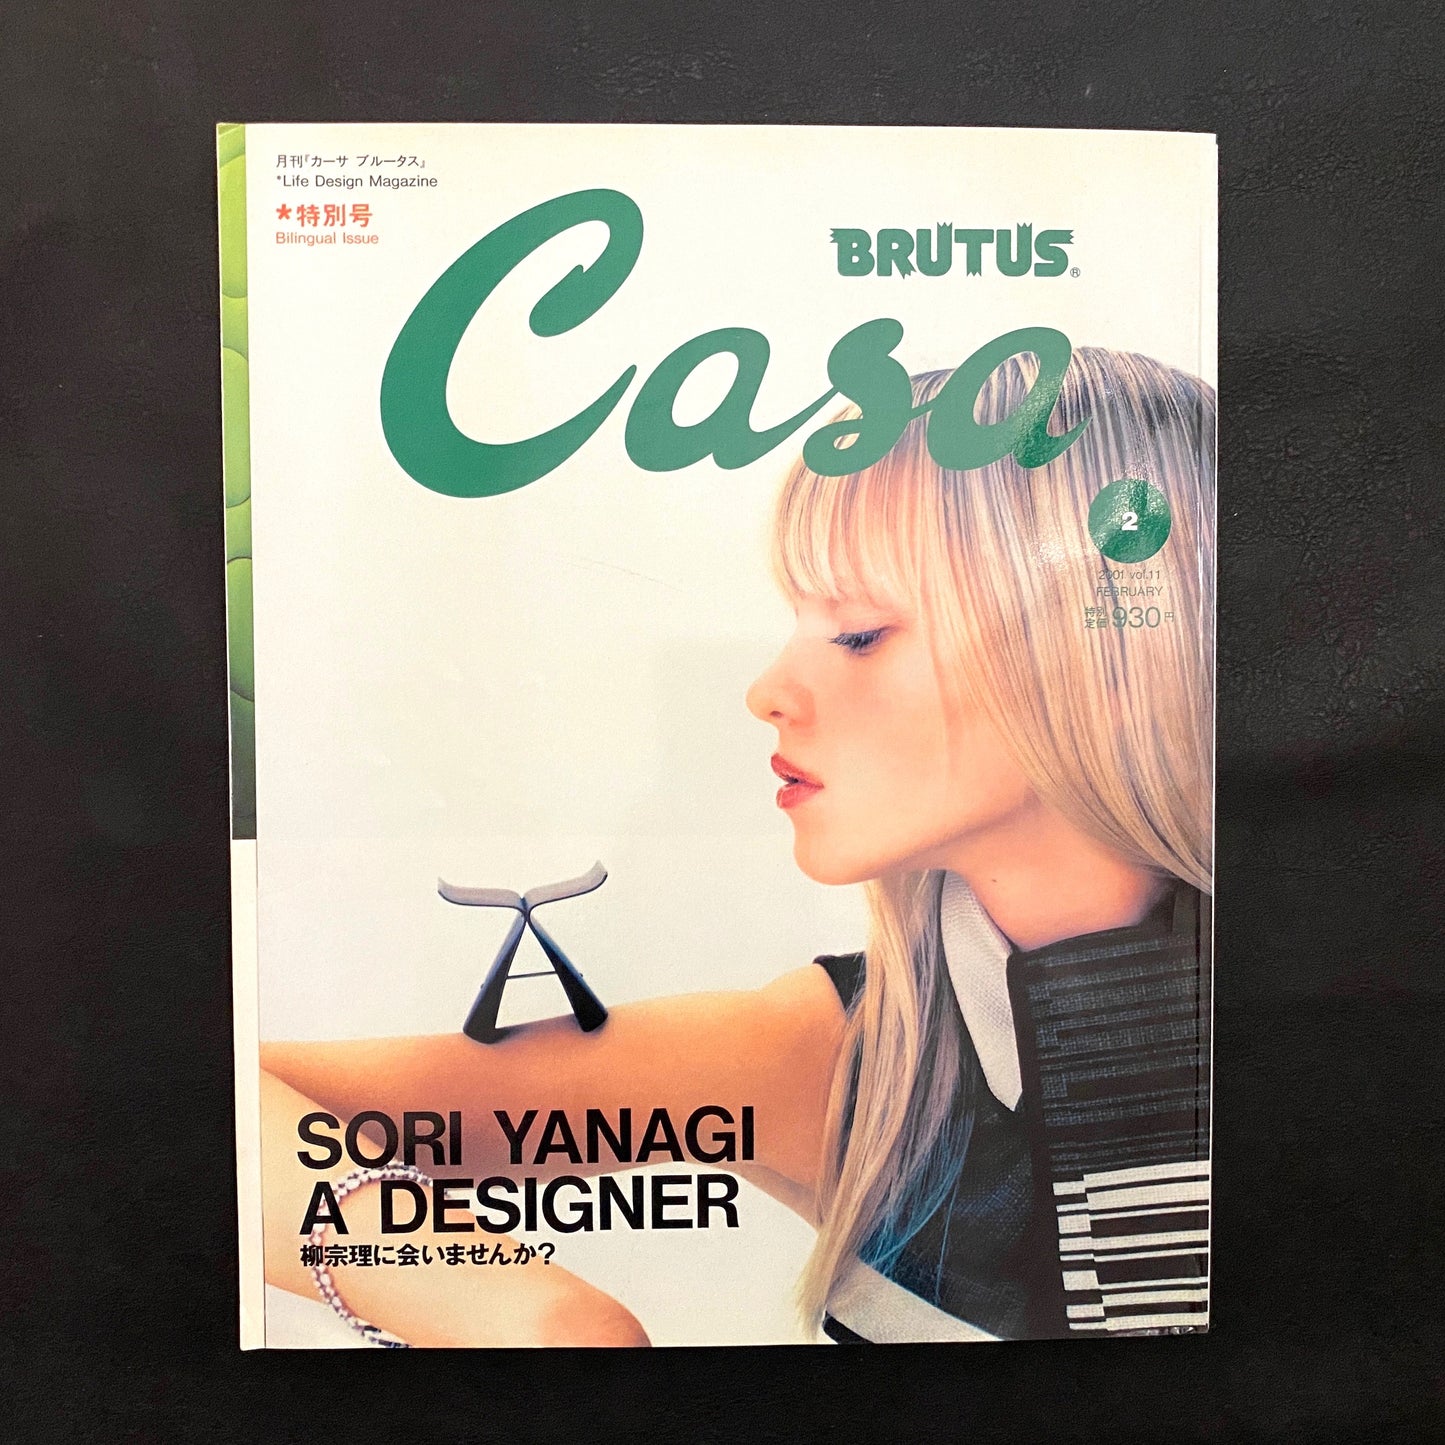 月刊『カーサ ブルータス』
*Life Design Magazine
*特別号
Bilingual Issue
BRUTUS®
Casa
2
2001 vol.11
FEBRUARY
特別定価930円
SORI YANAGI
A DESIGNER
柳宗理に会いませんか?